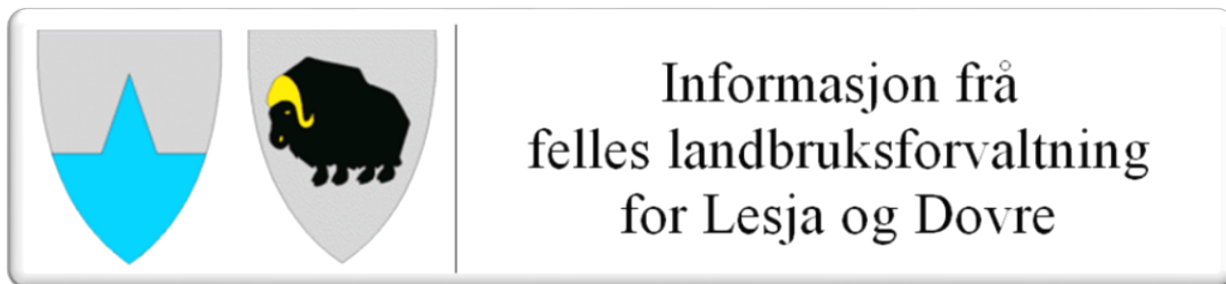 Informasjon frå
felles landbruksforvaltning
for Lesja og Dovre